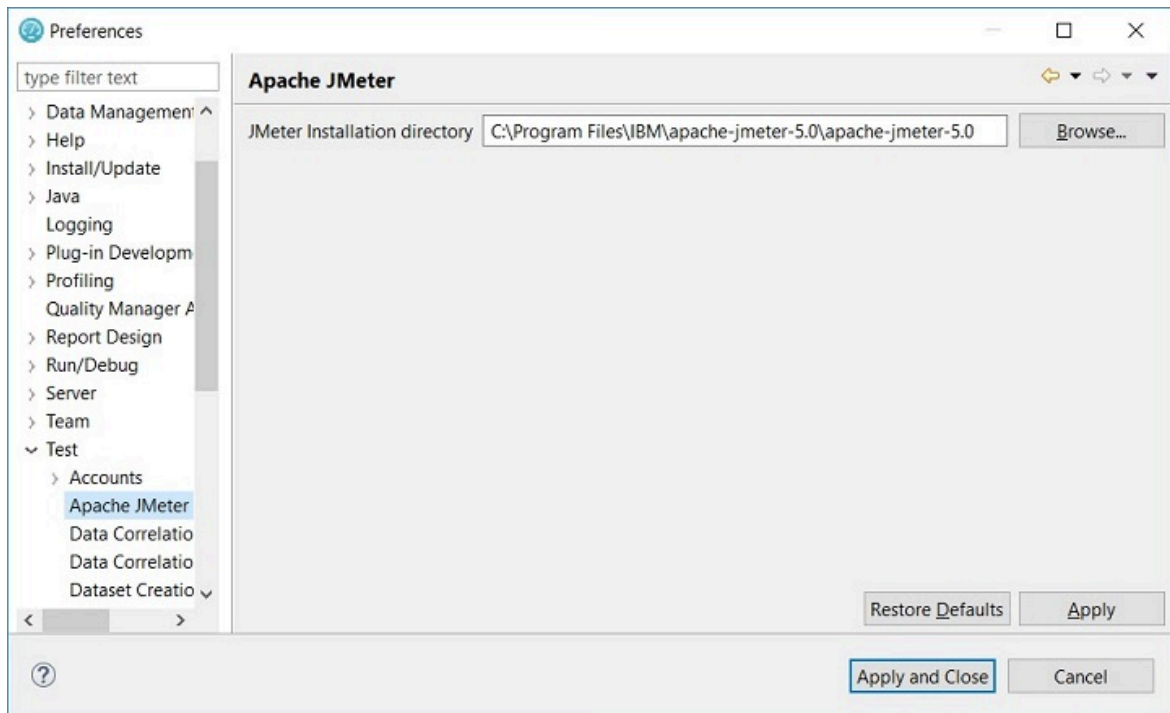 Preferences
type filter text
Data Management
Help
Install/Update
Java
Logging
Plug-in Developm
Profiling
Quality Manager A
Report Design
Run/Debug
Server
Team
Test
Accounts
Apache JMeter
Data Correlatio
Data Correlatio
Dataset Creatio
Apache JMeter
JMeter Installation directory C:\Program Files\IBM\apache-jmeter-5.0\apache-jmeter-5.0 Browse...
Restore Defaults Apply
Apply and Close Cancel